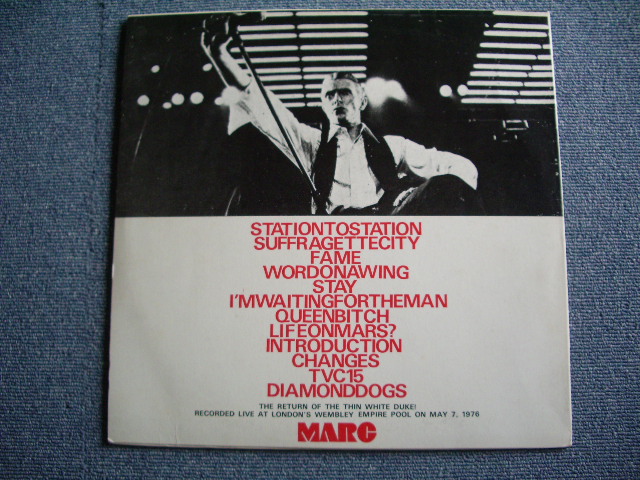 STATIONTOSTATION
SUFFRAGETTECITY
FAME
WORDONAWING
STAY
I'MWAITINGFORTHEMAN
QUEENBITCH
LIFEONMARS?
INTRODUCTION
CHANGES
TVC15
DIAMONDDOGS
THE RETURN OF THE THIN WHITE DUKE!
RECORDED LIVE AT LONDON'S WEMBLEY EMPIRE POOL ON MAY 7, 1976
MARC